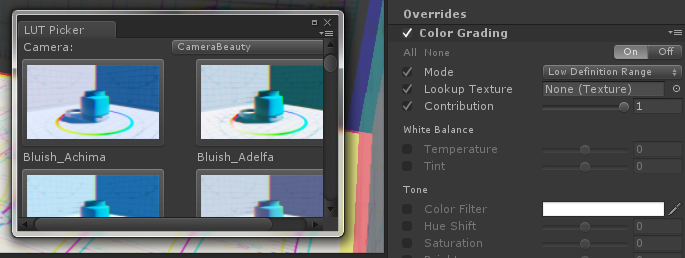 LUT Picker
Camera:
CameraBeauty
Bluish_Achima
Bluish_Adelfa
Overrides
Color Grading
All None
On Off
Mode
Low Definition Range
Lookup Texture
None (Texture)
Contribution
1
White Balance
Temperature
0
Tint
0
Tone
Color Filter
Hue Shift
0
Saturation
0